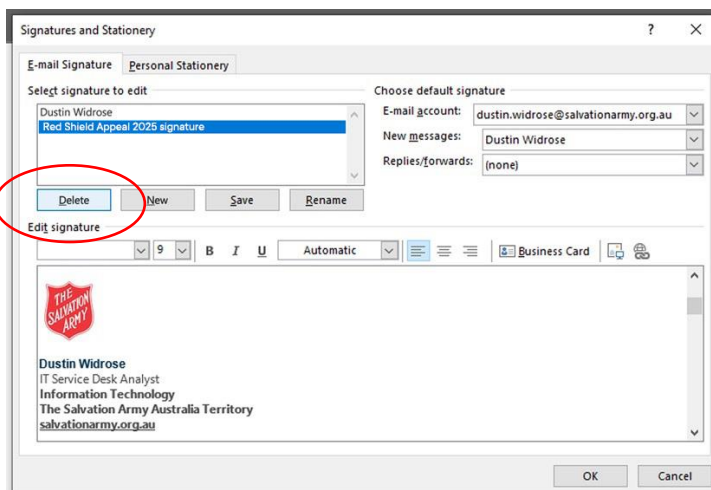 Signatures and Stationery ? ×
E-mail Signature Personal Stationery
Select signature to edit
Dustin Widrose
Red Shield Appeal 2025 signature
Delete New Save Rename
Choose default signature
E-mail account: dustin.widrose@salvationarmy.org.au
New messages: Dustin Widrose
Replies/forwards: (none)
Edit signature
9 B I U Automatic Business Card
THE
SALVATION
ARMY
Dustin Widrose
IT Service Desk Analyst
Information Technology
The Salvation Army Australia Territory
salvationarmy.org.au
OK Cancel